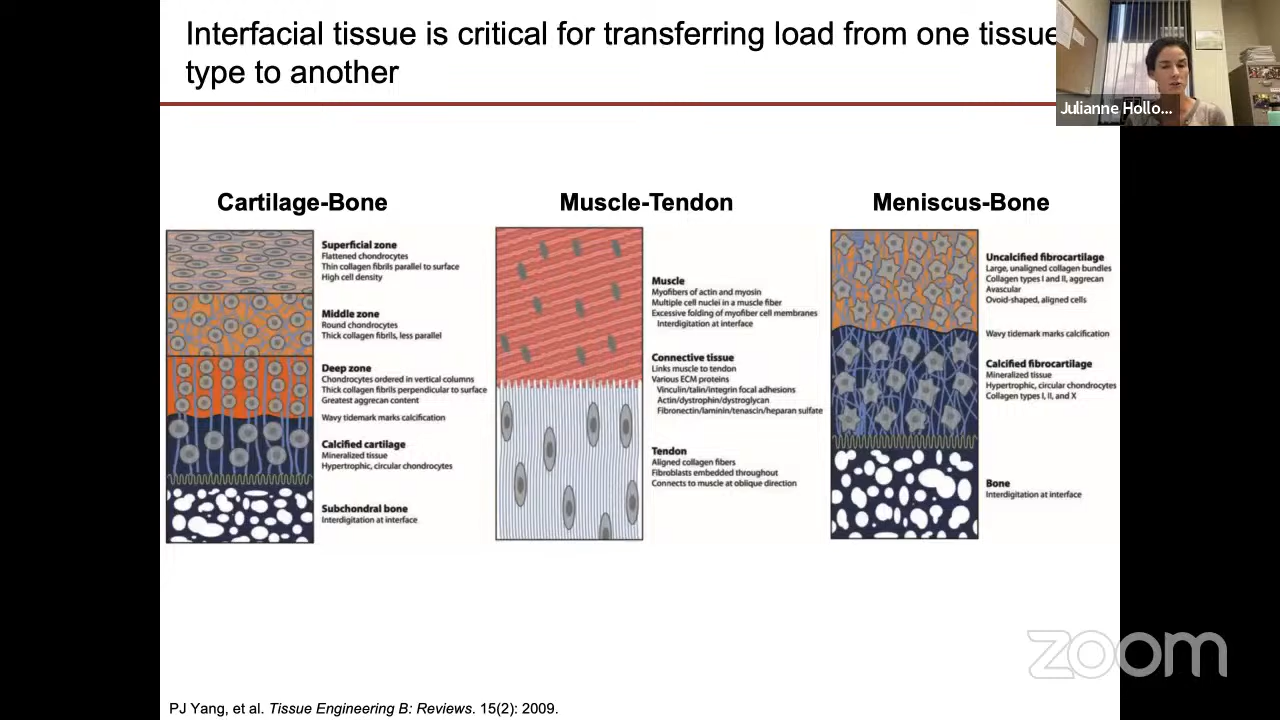 Interfacial tissue is critical for transferring load from one tissue
type to another
Julianne Hollo...
Cartilage-Bone
Superficial zone
Flattened chondrocytes
Thin collagen fibrils parallel to surface
High cell density
Middle zone
Round chondrocytes
Thick collagen fibrils, less parallel
Deep zone
Chondrocytes ordered in vertical columns
Thick collagen fibrils perpendicular to surface
Greatest aggrecan content
Wavy tidemark marks calcification
Calcified cartilage
Mineralized tissue
Hypertrophic, circular chondrocytes
Subchondral bone
Interdigitation at interface
Muscle-Tendon
Muscle
Myofibers of actin and myosin
Multiple cell nuclei in a muscle fiber
Excessive folding of myofiber cell membranes
Interdigitation at interface
Connective tissue
Links muscle to tendon
Various ECM proteins
Vinculin/talin/integrin focal adhesions
Actin/dystrophin/dystroglycan
Fibronectin/laminin/tenascin/heparan sulfate
Tendon
Aligned collagen fibers
Fibroblasts embedded throughout
Connects to muscle at oblique direction
Meniscus-Bone
Uncalcified fibrocartilage
Large, unaligned collagen bundles
Collagen types I and II, aggrecan
Avascular
Ovoid-shaped, aligned cells
Wavy tidemark marks calcification
Calcified fibrocartilage
Mineralized tissue
Hypertrophic, circular chondrocytes
Collagen types I, II, and X
Bone
Interdigitation at interface
zoom
PJ Yang, et al. Tissue Engineering B: Reviews. 15(2): 2009.